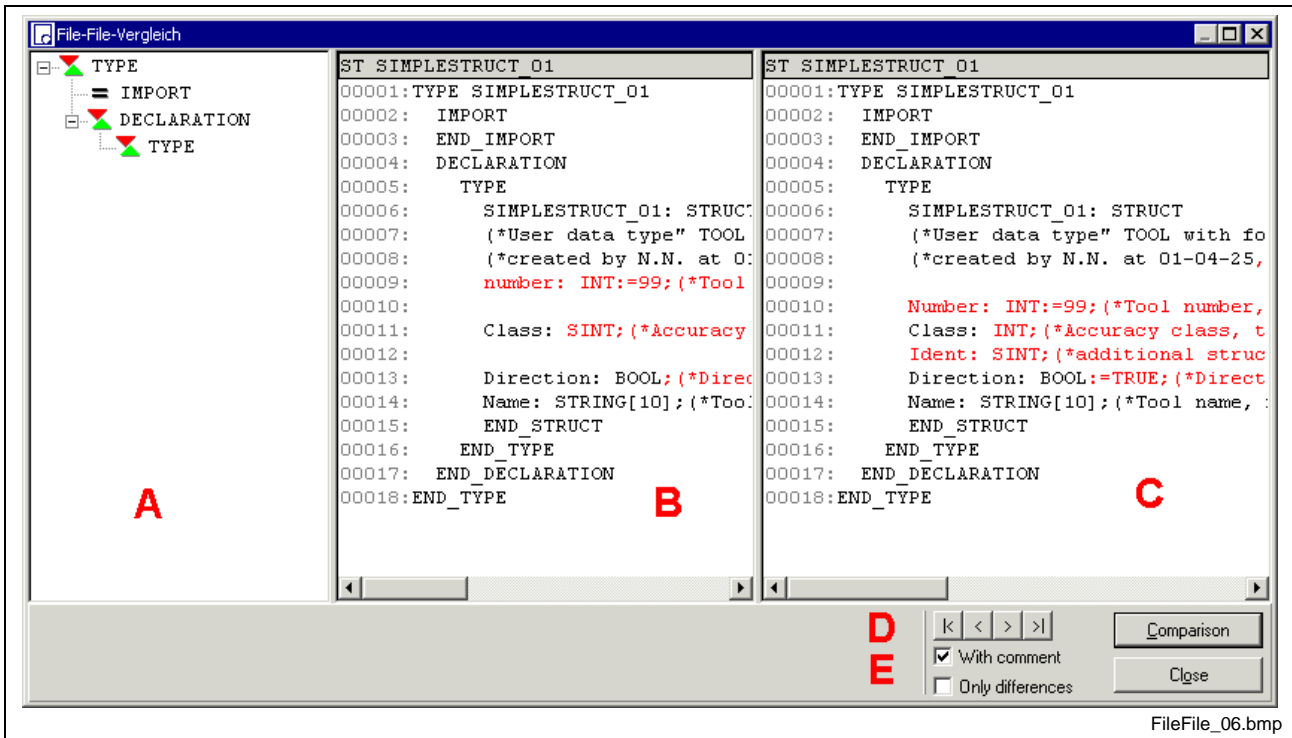 File-File-Vergleich
TYPE
IMPORT
DECLARATION
TYPE
A
ST SIMPLESTRUCT_01
00001:TYPE SIMPLESTRUCT_01
00002: IMPORT
00003: END_IMPORT
00004: DECLARATION
00005: TYPE
00006: SIMPLESTRUCT_01: STRUCT
00007: (*User data type" TOOL
00008: (*created by N.N. at 01
00009: number: INT:=99;(*Tool
00010:
00011: Class: SINT;(*Accuracy
00012:
00013: Direction: BOOL;(*Direc
00014: Name: STRING[10];(*Tool
00015: END_STRUCT
00016: END_TYPE
00017: END_DECLARATION
00018:END_TYPE
B
ST SIMPLESTRUCT_01
00001:TYPE SIMPLESTRUCT_01
00002: IMPORT
00003: END_IMPORT
00004: DECLARATION
00005: TYPE
00006: SIMPLESTRUCT_01: STRUCT
00007: (*User data type" TOOL with fo
00008: (*created by N.N. at 01-04-25,
00009:
00010: Number: INT:=99;(*Tool number,
00011: Class: INT;(*Accuracy class, t
00012: Ident: SINT;(*additional struc
00013: Direction: BOOL:=TRUE;(*Direct
00014: Name: STRING[10];(*Tool name,
00015: END_STRUCT
00016: END_TYPE
00017: END_DECLARATION
00018:END_TYPE
C
D
|< < > >|
Comparison
E
With comment
Only differences
Close
FileFile_06.bmp